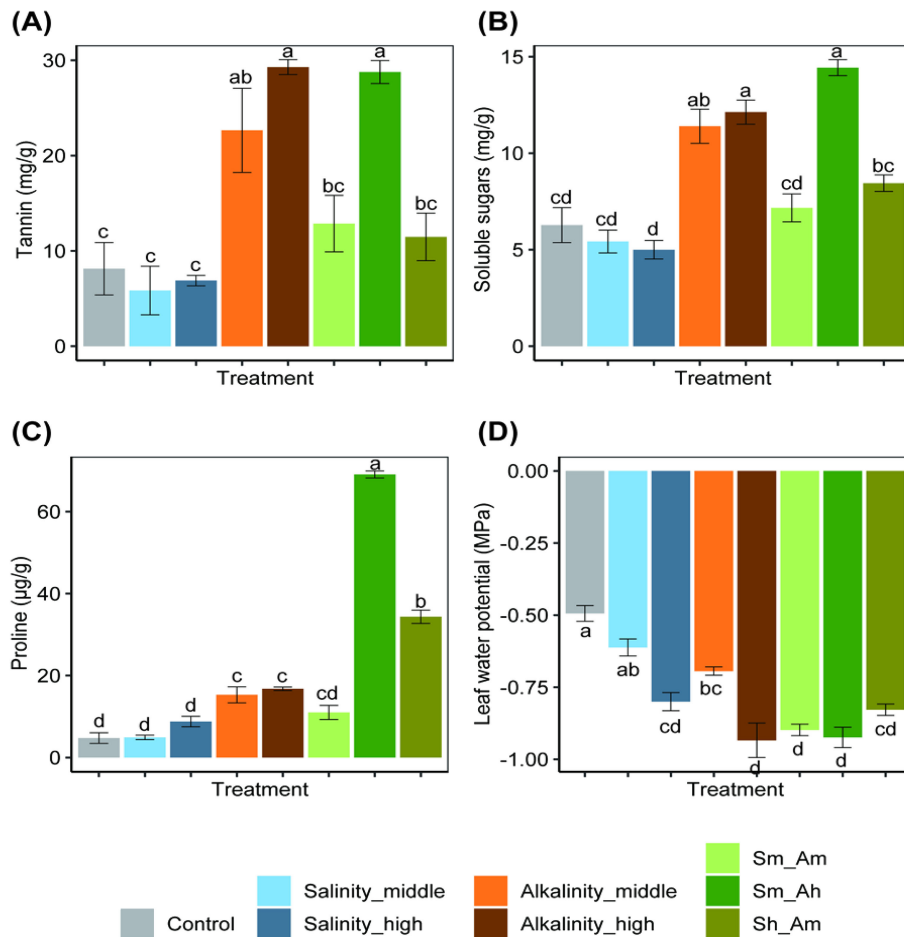 (A)
Tannin (mg/g)
30
20
10
0
c c c ab a bc a bc
Treatment
(B)
Soluble sugars (mg/g)
15
10
5
0
cd cd d ab a cd a bc
Treatment
(C)
Proline (µg/g)
60
40
20
0
d d d c c cd a b
Treatment
(D)
Leaf water potential (MPa)
0.00
-0.25
-0.50
-0.75
-1.00
a ab cd bc d d d cd
Treatment
Control
Salinity_middle
Salinity_high
Alkalinity_middle
Alkalinity_high
Sm_Am
Sm_Ah
Sh_Am